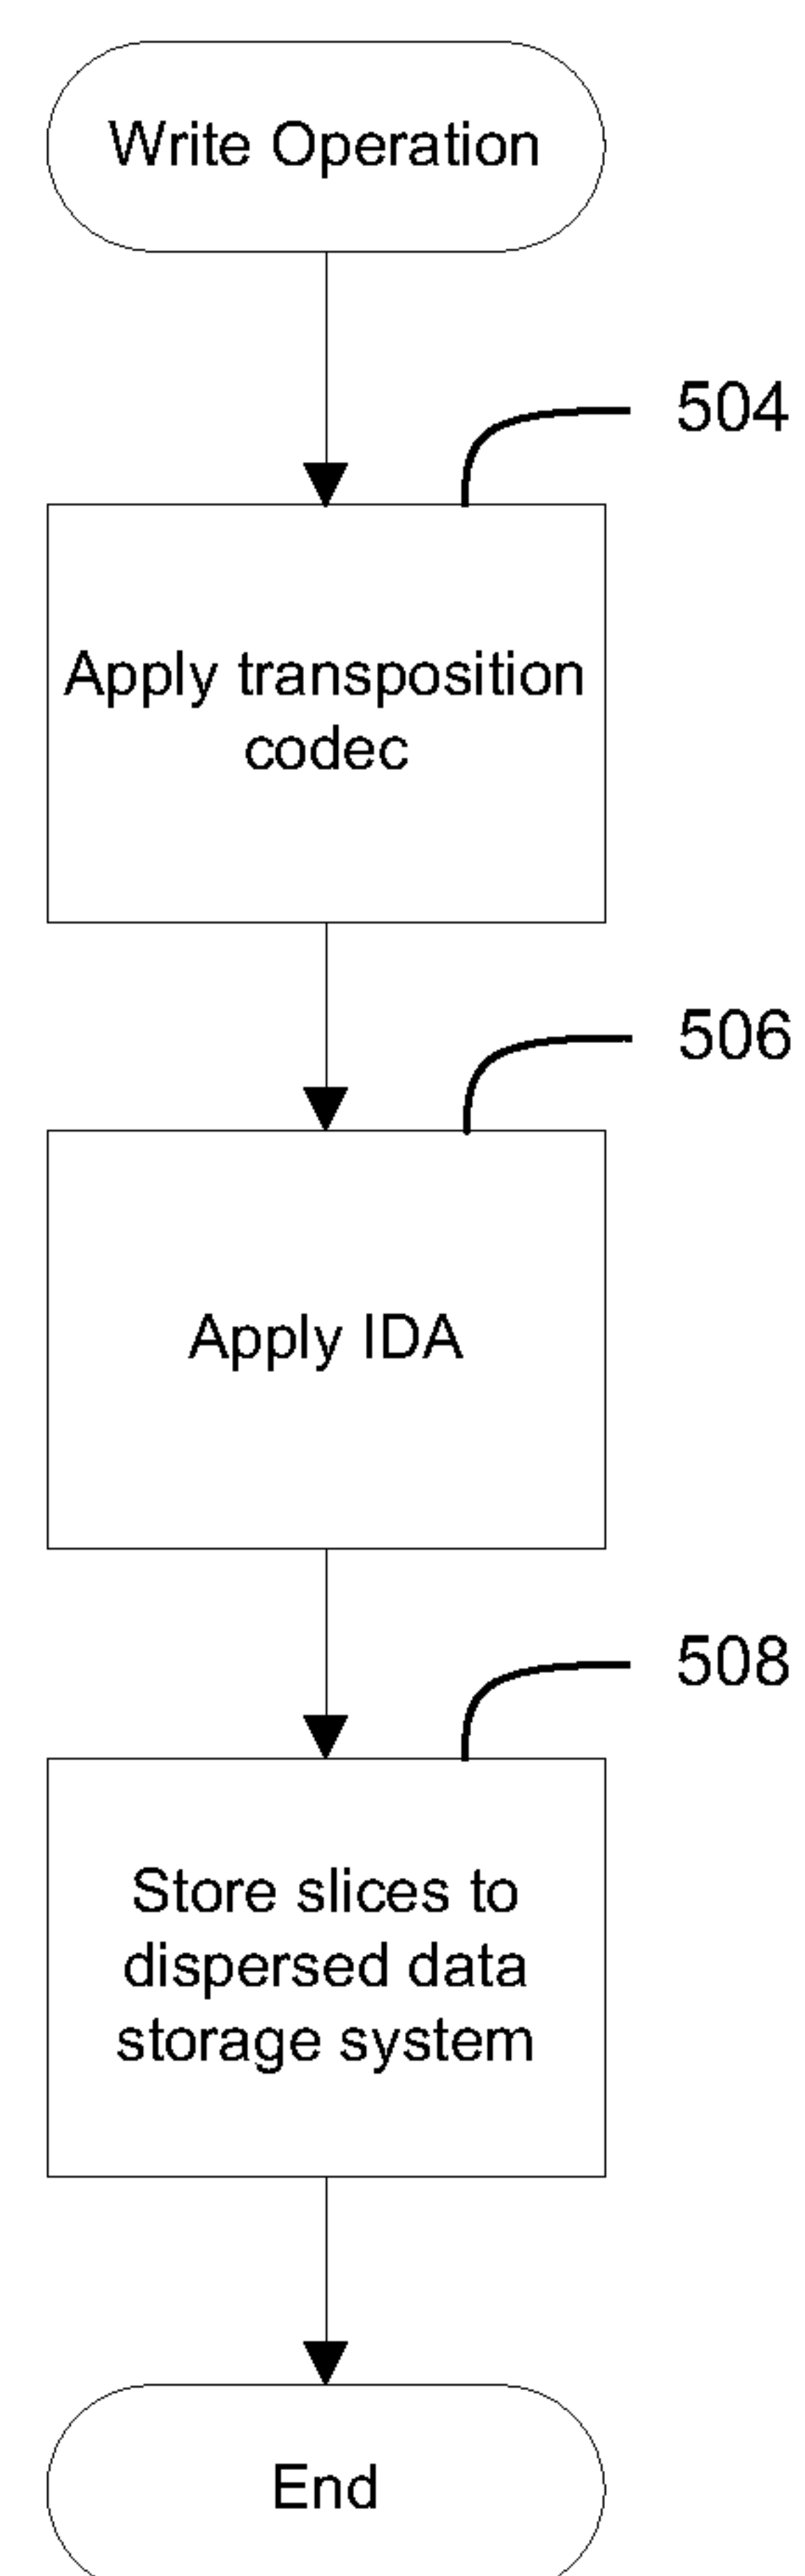 Write Operation
504
Apply transposition
codec
506
Apply IDA
508
Store slices to
dispersed data
storage system
End